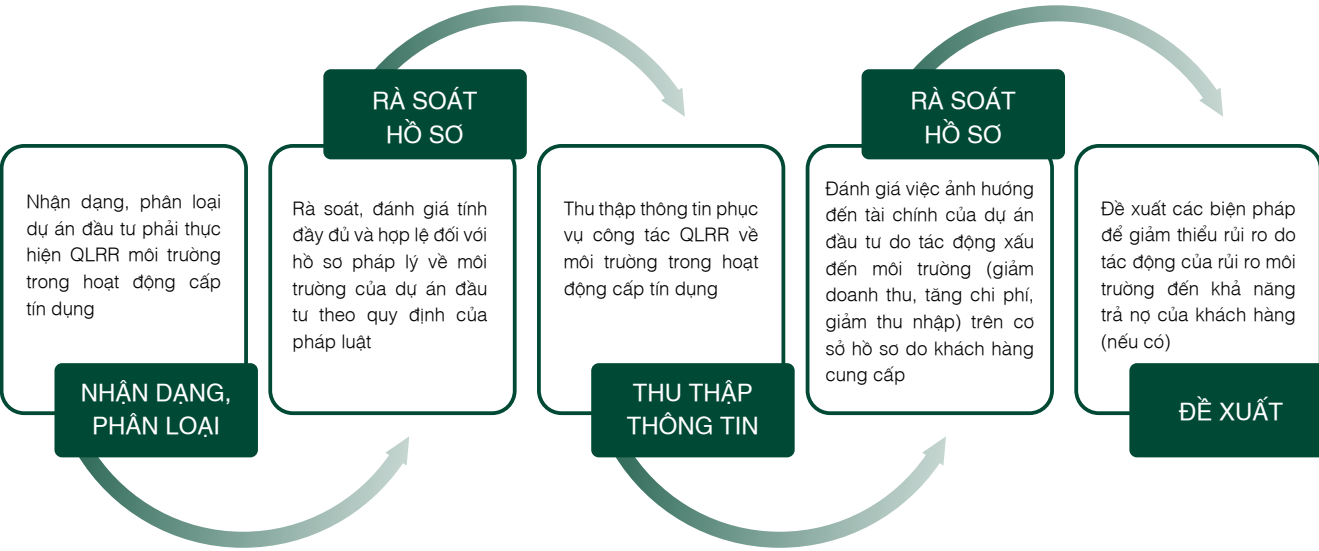 Nhận dạng, phân loại
dự án đầu tư phải thực
hiện QLRR môi trường
trong hoạt động cấp
tín dụng
NHẬN DẠNG,
PHÂN LOẠI
RÀ SOÁT
HỒ SƠ
Rà soát, đánh giá tính
đầy đủ và hợp lệ đối với
hồ sơ pháp lý về môi
trường của dự án đầu
tư theo quy định của
pháp luật
Thu thập thông tin phục
vụ công tác QLRR về
môi trường trong hoạt
động cấp tín dụng
THU THẬP
THÔNG TIN
RÀ SOÁT
HỒ SƠ
Đánh giá việc ảnh hướng
đến tài chính của dự án
đầu tư do tác động xấu
đến môi trường (giảm
doanh thu, tăng chi phí,
giảm thu nhập) trên cơ
sở hồ sơ do khách hàng
cung cấp
Đề xuất các biện pháp
để giảm thiểu rủi ro do
tác động của rủi ro môi
trường đến khả năng
trả nợ của khách hàng
(nếu có)
ĐỀ XUẤT